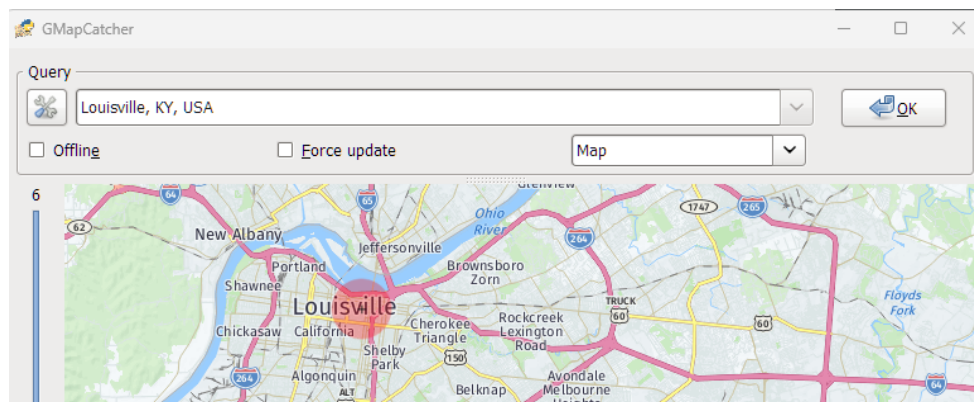 GMapCatcher
Query
Louisville, KY, USA
OK
Offline
Force update
Map
6
64
65
Glenview
1747
265
62
New Albany
Ohio
River
264
Jeffersonville
Portland
Brownsboro
Zorn
Shawnee
Louisville
TRUCK
60
Floyds
Fork
Chickasaw
California
Cherokee
Triangle
Rockcreek
Lexington
Road
60
Shelby
Park
150
264
Algonquin
Avondale
Melbourne
Heights
ALT
Belknap
64